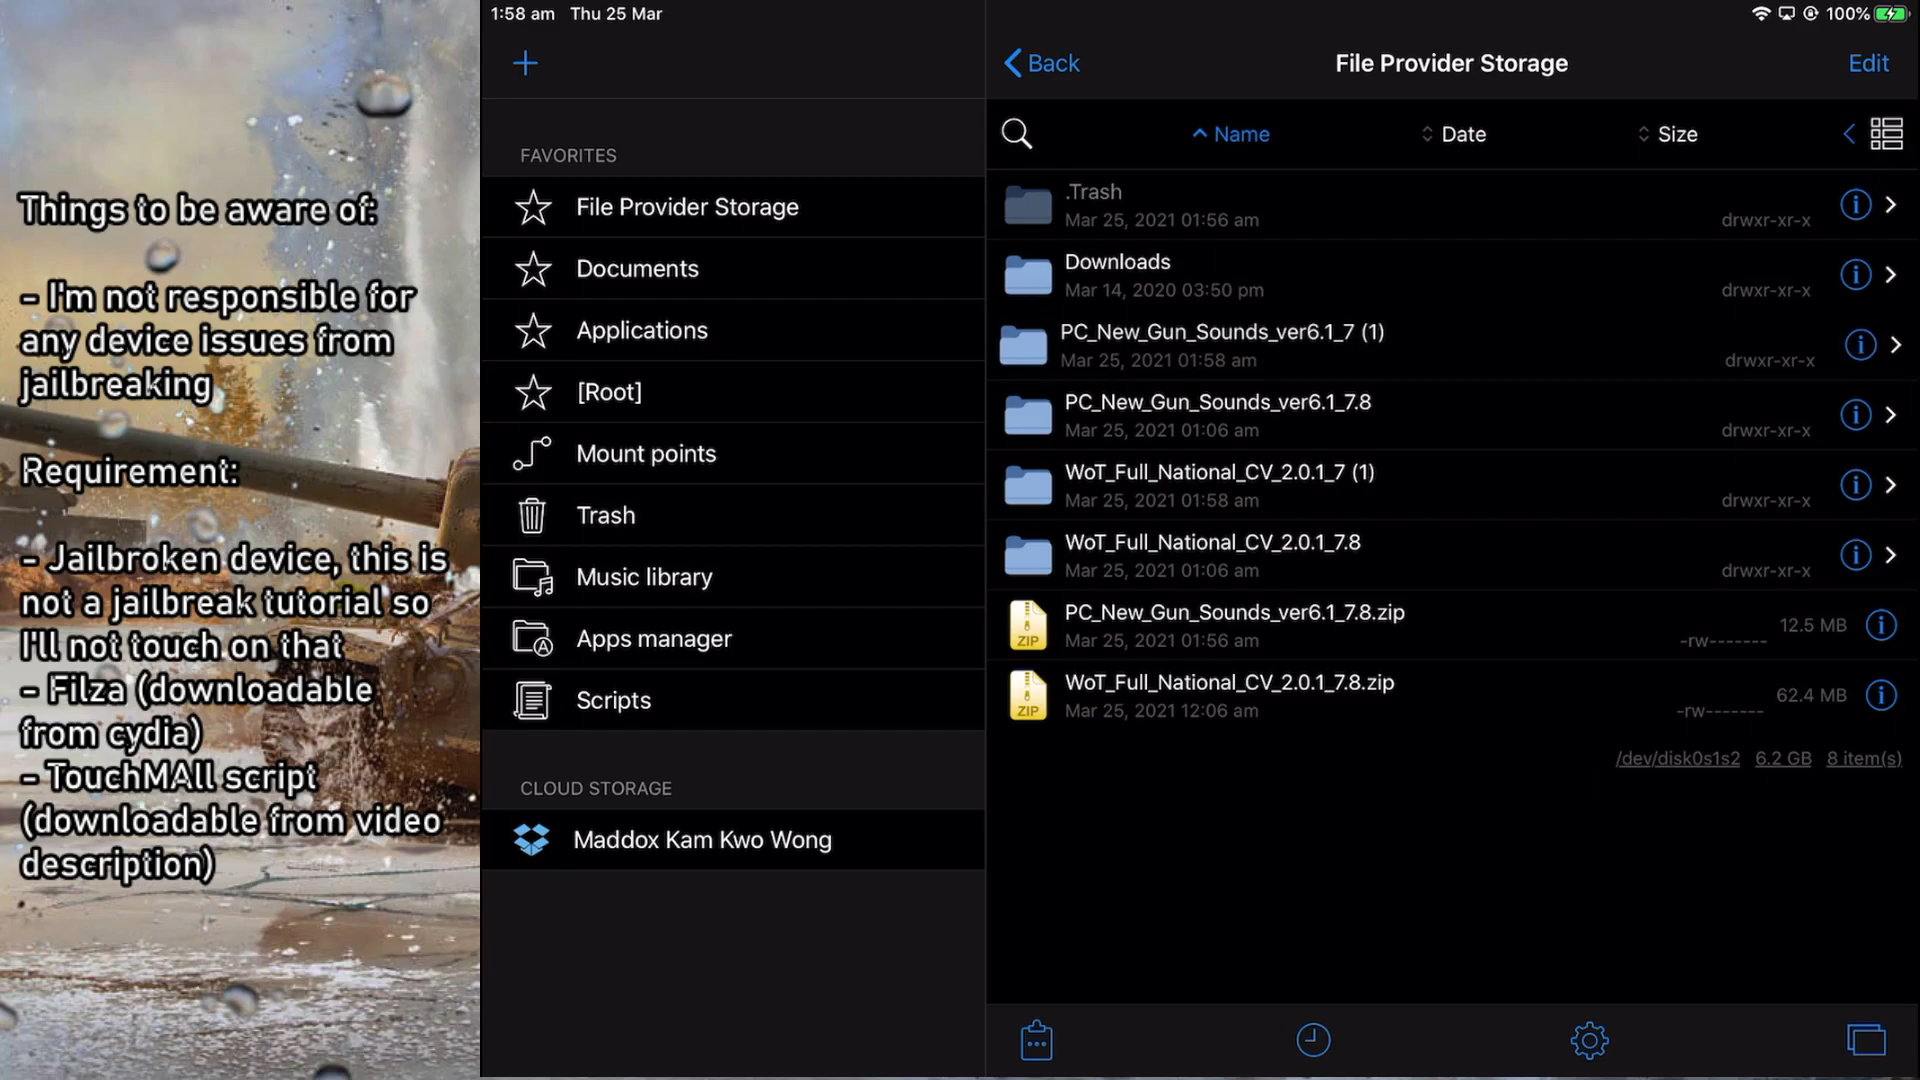 Things to be aware of:
- I'm not responsible for
any device issues from
jailbreaking
Requirement:
- Jailbroken device, this is
not a jailbreak tutorial so
I'll not touch on that
- Filza (downloadable
from cydia)
- TouchMAll script
(downloadable from video
description)
1:58 am Thu 25 Mar
FAVORITES
File Provider Storage
Documents
Applications
[Root]
Mount points
Trash
Music library
Apps manager
Scripts
CLOUD STORAGE
Maddox Kam Kwo Wong
100%
Back File Provider Storage Edit
Name Date Size
.Trash
Mar 25, 2021 01:56 am drwxr-xr-x
Downloads
Mar 14, 2020 03:50 pm drwxr-xr-x
PC_New_Gun_Sounds_ver6.1_7 (1)
Mar 25, 2021 01:58 am drwxr-xr-x
PC_New_Gun_Sounds_ver6.1_7.8
Mar 25, 2021 01:06 am drwxr-xr-x
WoT_Full_National_CV_2.0.1_7 (1)
Mar 25, 2021 01:58 am drwxr-xr-x
WoT_Full_National_CV_2.0.1_7.8
Mar 25, 2021 01:06 am drwxr-xr-x
ZIP PC_New_Gun_Sounds_ver6.1_7.8.zip 12.5 MB
Mar 25, 2021 01:56 am -rw-------
ZIP WoT_Full_National_CV_2.0.1_7.8.zip 62.4 MB
Mar 25, 2021 12:06 am -rw-------
/dev/disk0s1s2 6.2 GB 8 item(s)